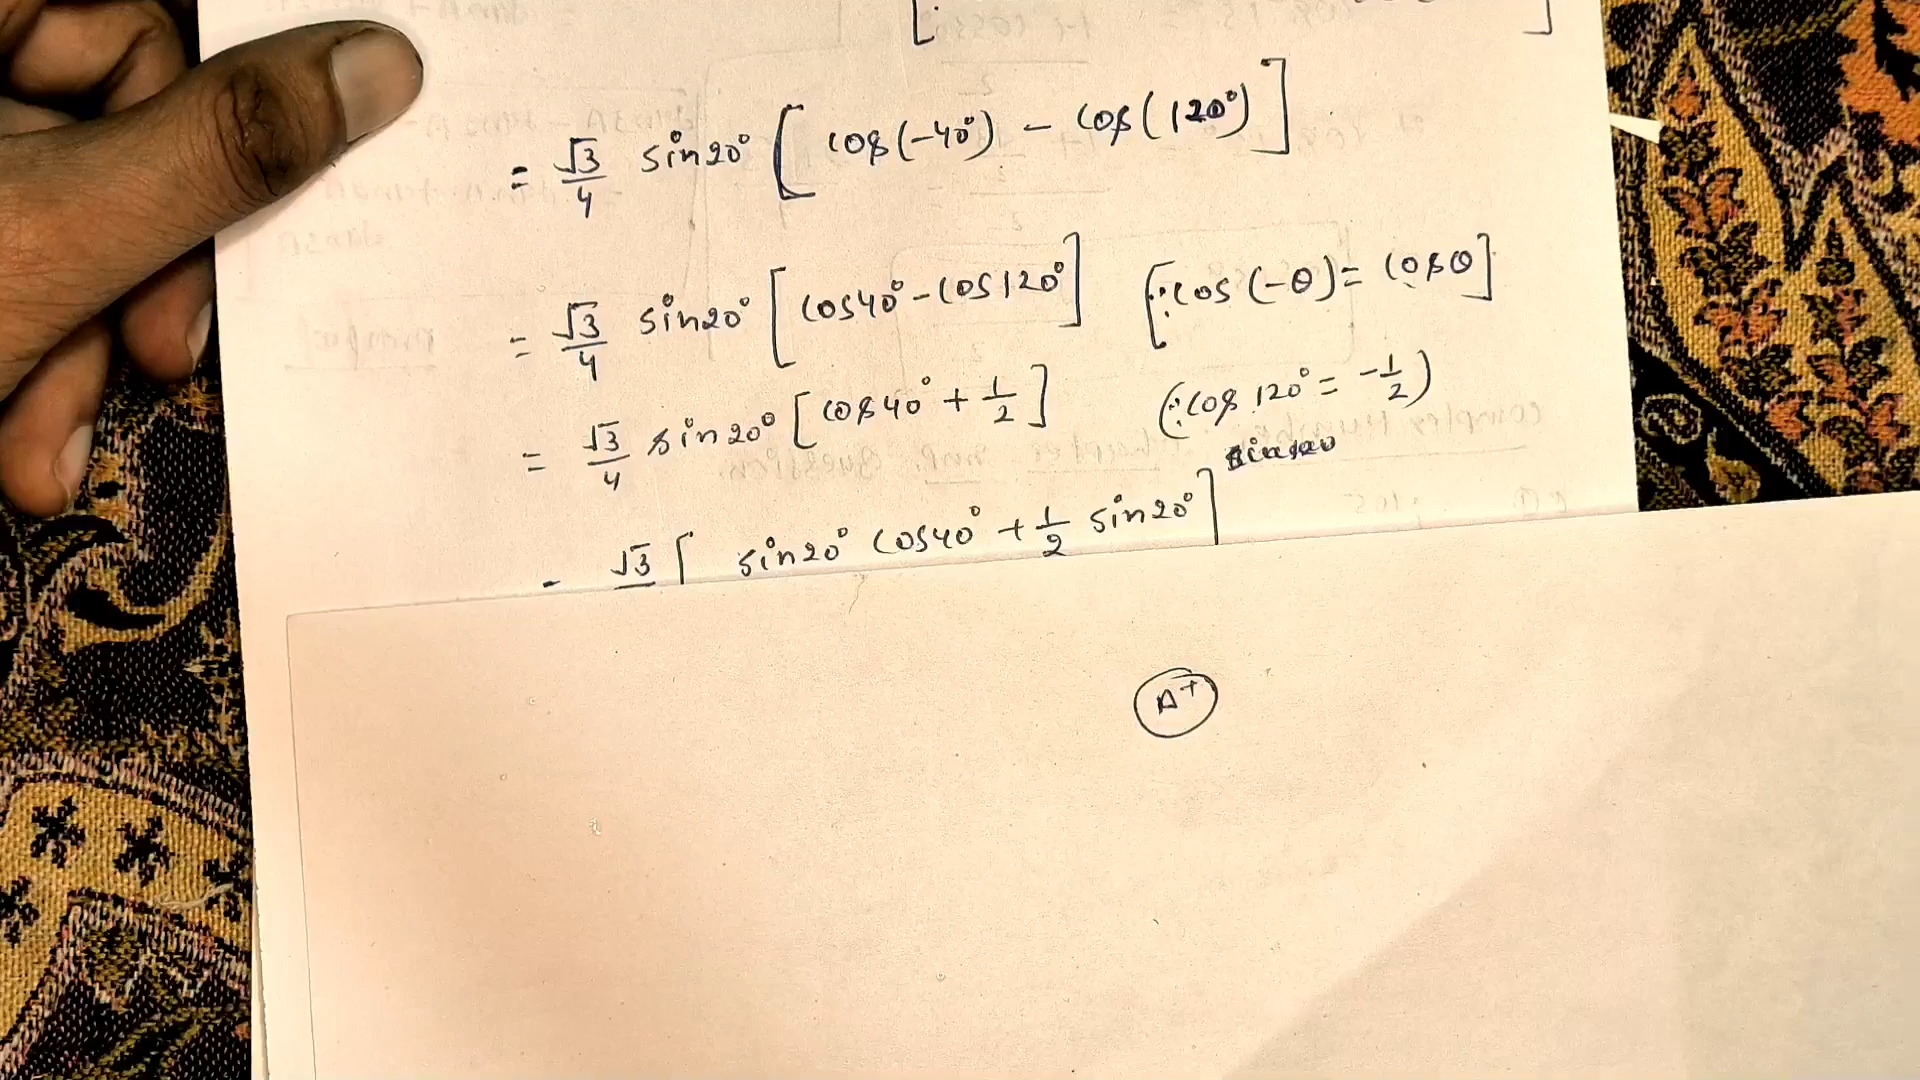 = √3/4 sin20° [ cos(-40°) - cos(120°) ]
= √3/4 sin20° [ cos40° - cos120° ] [∵ cos(-θ) = cosθ]
= √3/4 sin20° [ cos40° + 1/2 ] (∵ cos 120° = -1/2)
= √3 [ sin20° cos40° + 1/2 sin20° ]
A+